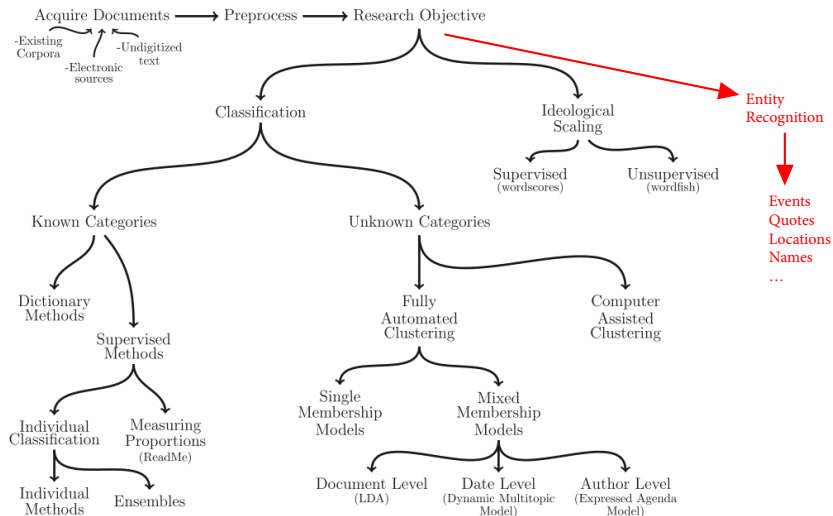 Acquire Documents
Preprocess
Research Objective
-Existing
Corpora
-Electronic
sources
-Undigitized
text
Entity
Recognition
Classification
Ideological
Scaling
Supervised
(wordscores)
Unsupervised
(wordfish)
Events
Quotes
Locations
Names
…
Known Categories
Unknown Categories
Dictionary
Methods
Supervised
Methods
Fully
Automated
Clustering
Computer
Assisted
Clustering
Individual
Classification
Measuring
Proportions
(ReadMe)
Single
Membership
Models
Mixed
Membership
Models
Individual
Methods
Ensembles
Document Level
(LDA)
Date Level
(Dynamic Multitopic
Model)
Author Level
(Expressed Agenda
Model)